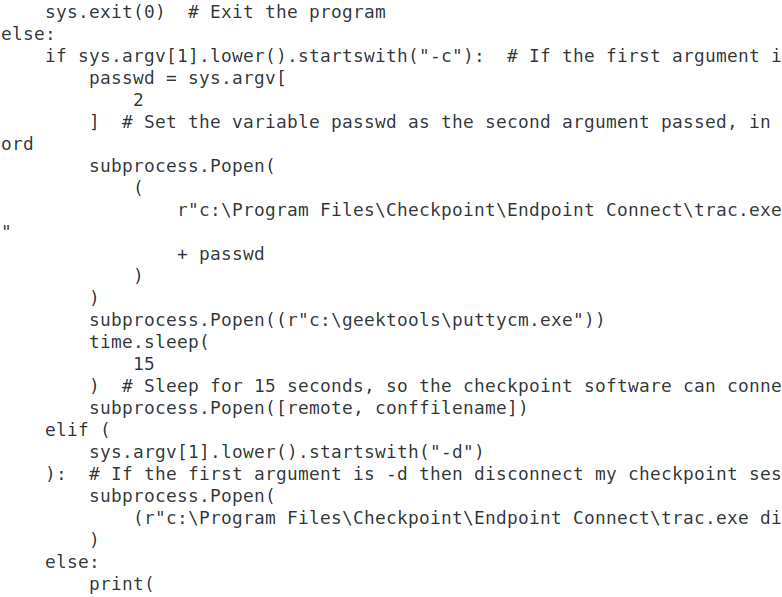 sys.exit(0)  # Exit the program
else:
    if sys.argv[1].lower().startswith("-c"):  # If the first argument i
        passwd = sys.argv[
            2
        ]  # Set the variable passwd as the second argument passed, in
ord
        subprocess.Popen(
            (
                r"c:\Program Files\Checkpoint\Endpoint Connect\trac.exe
"
                + passwd
            )
        )
        subprocess.Popen((r"c:\geektools\puttycm.exe"))
        time.sleep(
            15
        )  # Sleep for 15 seconds, so the checkpoint software can conne
        subprocess.Popen([remote, conffilename])
    elif (
        sys.argv[1].lower().startswith("-d")
    ):  # If the first argument is -d then disconnect my checkpoint ses
        subprocess.Popen(
            (r"c:\Program Files\Checkpoint\Endpoint Connect\trac.exe di
        )
    else:
        print(